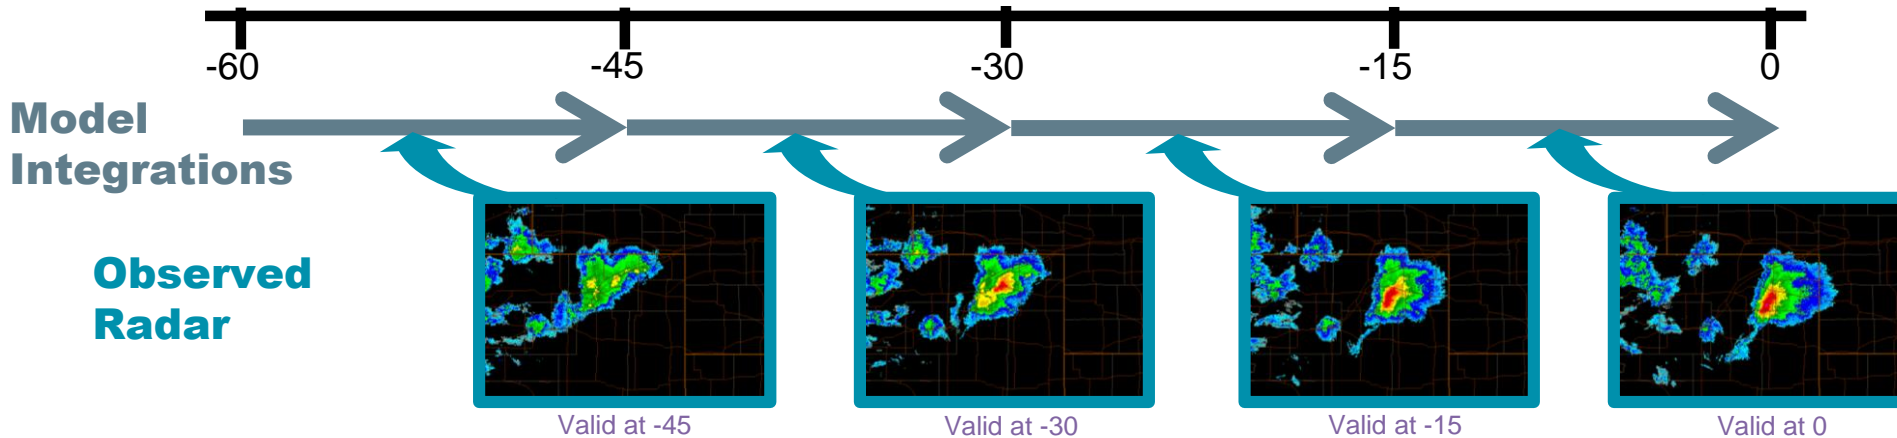 -60 -45 -30 -15 0
Model
Integrations
Observed
Radar
Valid at -45 Valid at -30 Valid at -15 Valid at 0